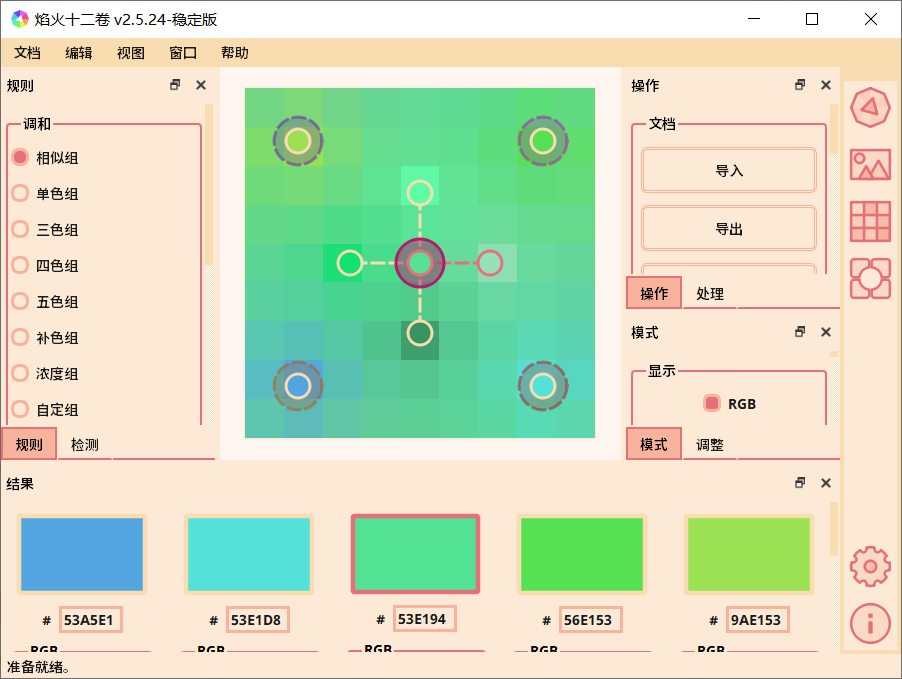 焰火十二卷 v2.5.24-稳定版
文档 编辑 视图 窗口 帮助
规则
调和
相似组
单色组
三色组
四色组
五色组
补色组
浓度组
自定组
规则 检测
操作
文档
导入
导出
操作 处理
模式
显示
RGB
模式 调整
结果
# 53A5E1 # 53E1D8 # 53E194 # 56E153 # 9AE153
RGB RGB RGB RGB RGB
准备就绪。